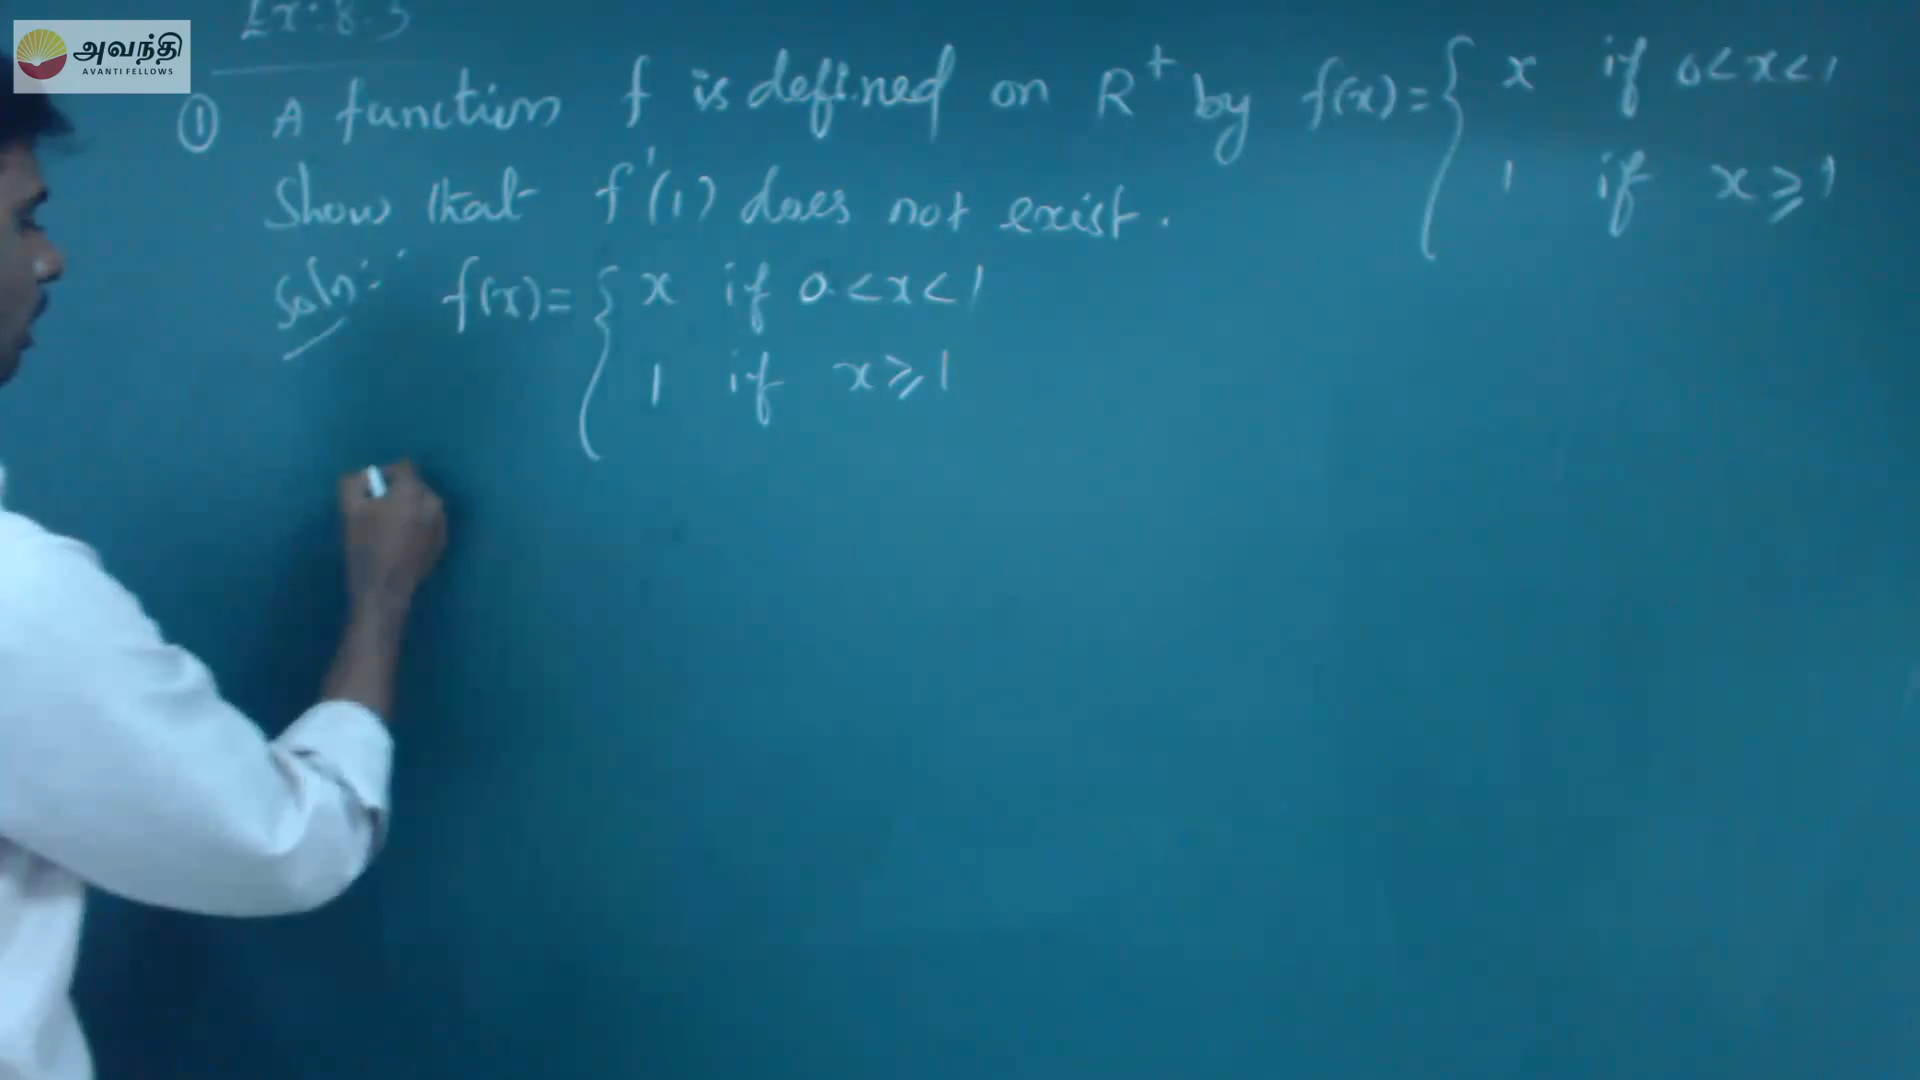 அவந்தி
AVANTI FELLOWS
Ex: 8.3
① A function f is defined on R⁺ by f(x) = { x if 0 < x < 1
1 if x ⩾ 1
Show that f'(1) does not exist.
Soln: f(x) = { x if 0 < x < 1
1 if x ⩾ 1